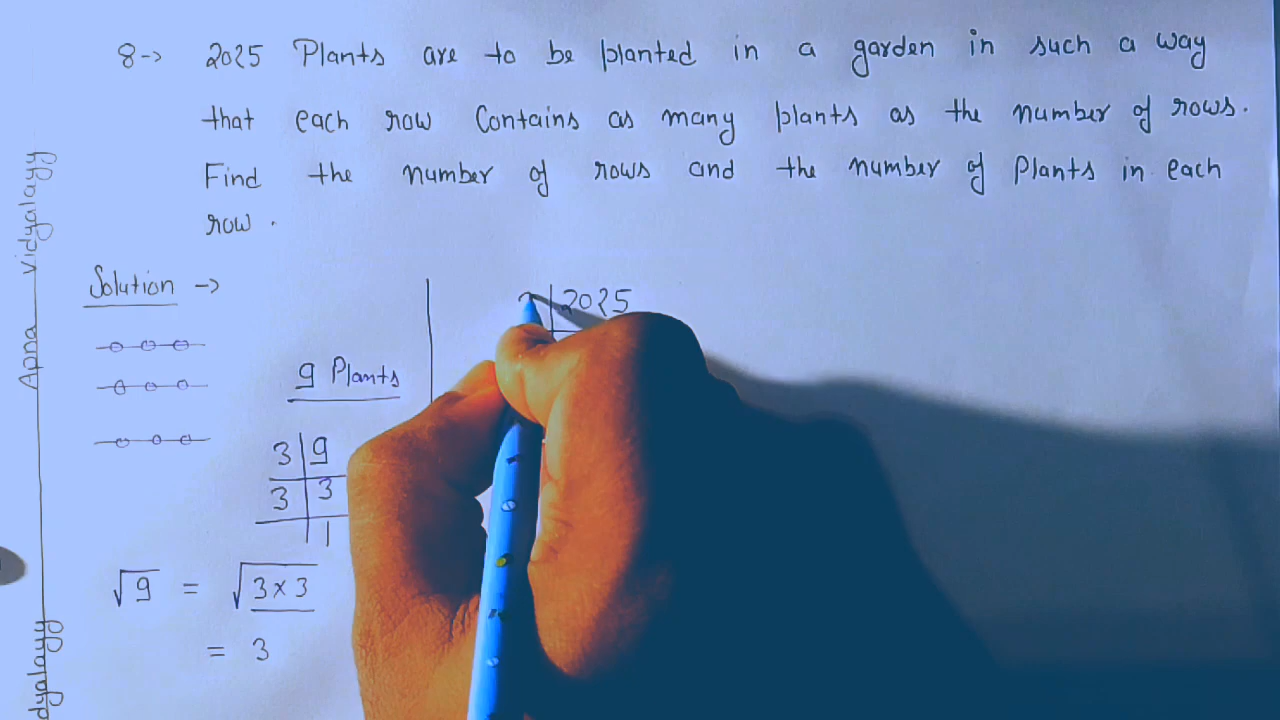 8-> 2025 Plants are to be planted in a garden in such a way
that each row Contains as many plants as the number of rows.
Find the number of rows and the number of Plants in each
row.
Solution ->
9 Plants
3 | 9
3 | 3
1
√9 = √3 × 3
= 3
2025
Apna Vidyalayy
dyalayy